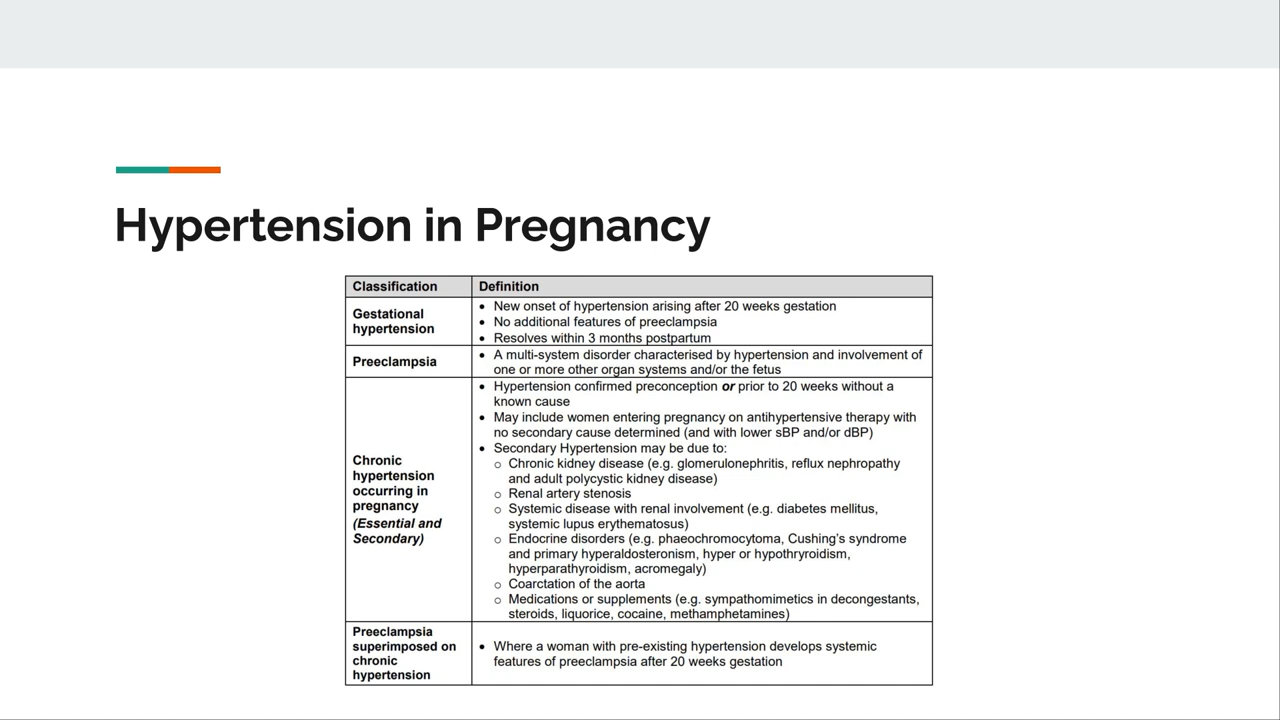 Hypertension in Pregnancy
Classification
Definition
Gestational
hypertension
• New onset of hypertension arising after 20 weeks gestation
• No additional features of preeclampsia
• Resolves within 3 months postpartum
Preeclampsia
• A multi-system disorder characterised by hypertension and involvement of
one or more other organ systems and/or the fetus
Chronic
hypertension
occurring in
pregnancy
(Essential and
Secondary)
• Hypertension confirmed preconception or prior to 20 weeks without a
known cause
• May include women entering pregnancy on antihypertensive therapy with
no secondary cause determined (and with lower sBP and/or dBP)
• Secondary Hypertension may be due to:
o Chronic kidney disease (e.g. glomerulonephritis, reflux nephropathy
and adult polycystic kidney disease)
o Renal artery stenosis
o Systemic disease with renal involvement (e.g. diabetes mellitus,
systemic lupus erythematosus)
o Endocrine disorders (e.g. phaeochromocytoma, Cushing's syndrome
and primary hyperaldosteronism, hyper or hypothryroidism,
hyperparathyroidism, acromegaly)
o Coarctation of the aorta
o Medications or supplements (e.g. sympathomimetics in decongestants,
steroids, liquorice, cocaine, methamphetamines)
Preeclampsia
superimposed on
chronic
hypertension
• Where a woman with pre-existing hypertension develops systemic
features of preeclampsia after 20 weeks gestation